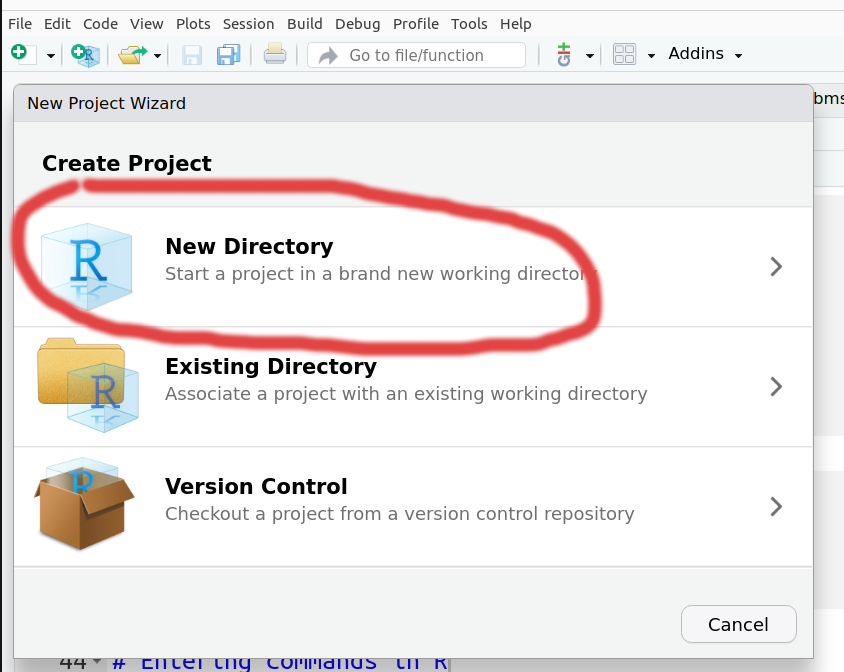 File Edit Code View Plots Session Build Debug Profile Tools Help
Go to file/function
Git
Addins
bms
New Project Wizard
Create Project
R
New Directory
Start a project in a brand new working directory
R
Existing Directory
Associate a project with an existing working directory
R
Version Control
Checkout a project from a version control repository
Cancel
44 # Entering commands in R